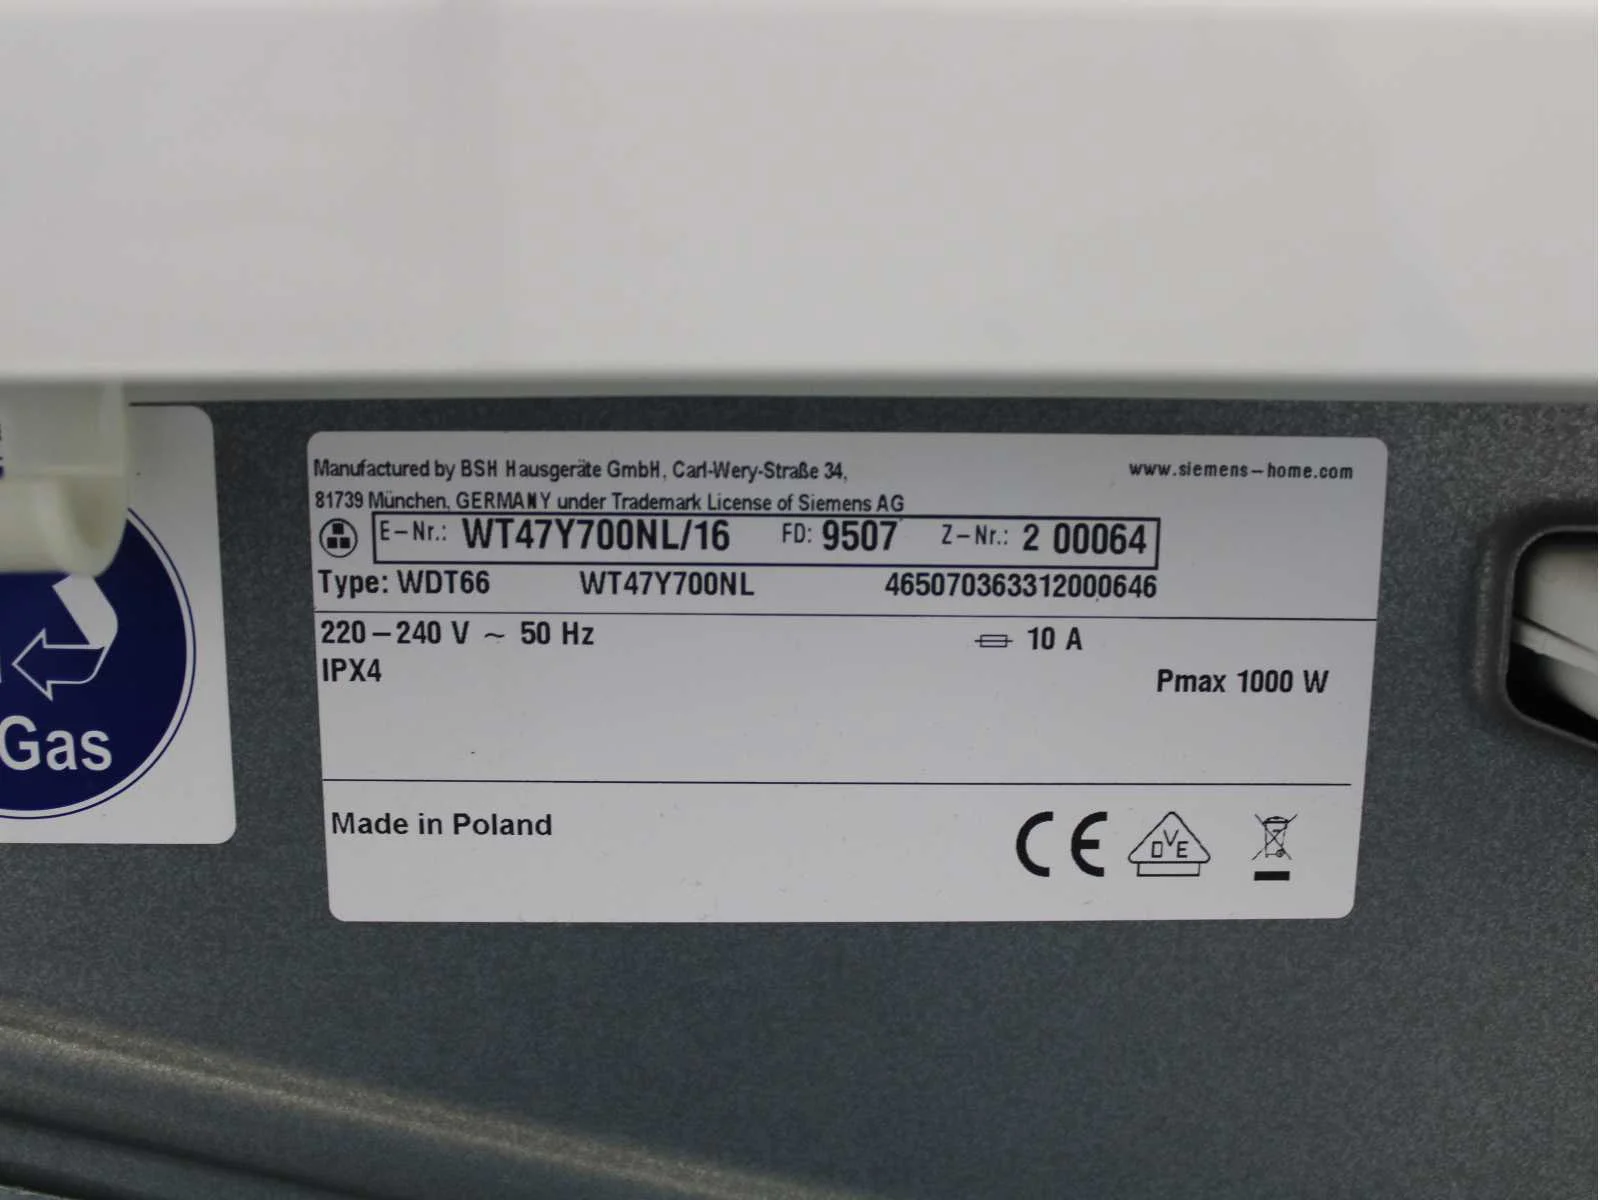 Manufactured by BSH Hausgeräte GmbH, Carl-Wery-Straße 34,
81739 München, GERMANY under Trademark License of Siemens AG
www.siemens-home.com
E-Nr.: WT47Y700NL/16 FD: 9507 Z-Nr.: 2 00064
Type: WDT66 WT47Y700NL 465070363312000646
220-240 V ~ 50 Hz 10 A
IPX4 Pmax 1000 W
Made in Poland
CE DVE
Gas